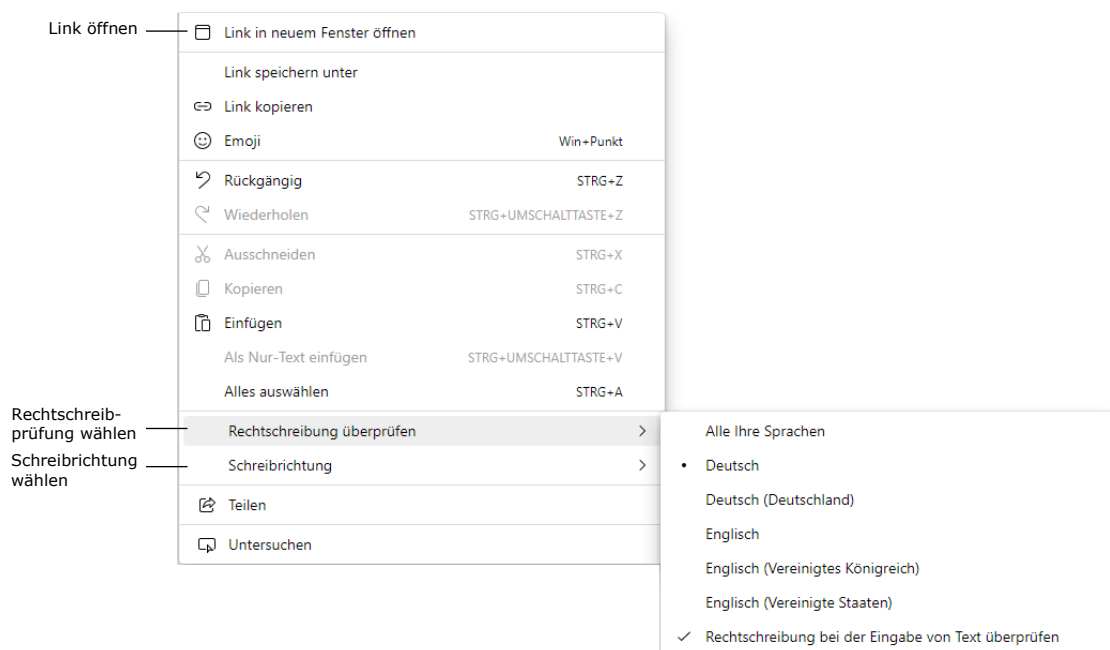 Link öffnen
Link in neuem Fenster öffnen
Link speichern unter
Link kopieren
Emoji Win+Punkt
Rückgängig STRG+Z
Wiederholen STRG+UMSCHALTTASTE+Z
Ausschneiden STRG+X
Kopieren STRG+C
Einfügen STRG+V
Als Nur-Text einfügen STRG+UMSCHALTTASTE+V
Alles auswählen STRG+A
Rechtschreib-
prüfung wählen
Rechtschreibung überprüfen
Schreibrichtung
wählen
Schreibrichtung
Teilen
Untersuchen
Alle Ihre Sprachen
Deutsch
Deutsch (Deutschland)
Englisch
Englisch (Vereinigtes Königreich)
Englisch (Vereinigte Staaten)
Rechtschreibung bei der Eingabe von Text überprüfen